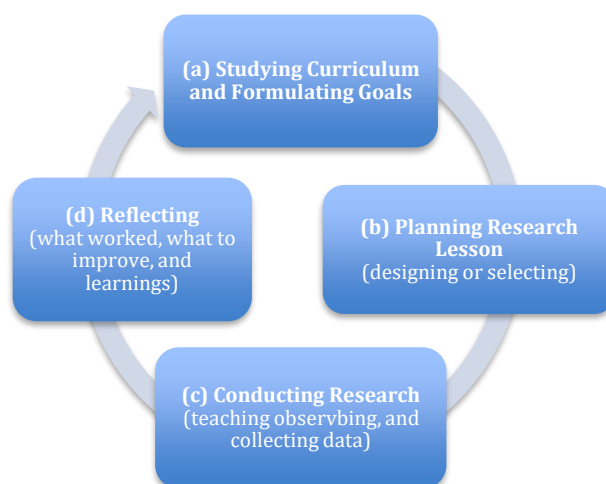 (a) Studying Curriculum
and Formulating Goals
(b) Planning Research
Lesson
(designing or selecting)
(c) Conducting Research
(teaching observbing, and
collecting data)
(d) Reflecting
(what worked, what to
improve, and
learnings)